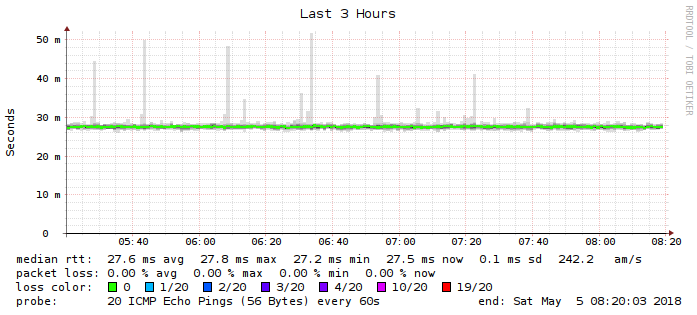 Last 3 Hours
RRDTOOL / TOBI OETIKER
Seconds
50 m
40 m
30 m
20 m
10 m
0
05:40 06:00 06:20 06:40 07:00 07:20 07:40 08:00 08:20
median rtt: 27.6 ms avg 27.8 ms max 27.2 ms min 27.5 ms now 0.1 ms sd 242.2 am/s
packet loss: 0.00 % avg 0.00 % max 0.00 % min 0.00 % now
loss color: 0 1/20 2/20 3/20 4/20 10/20 19/20
probe: 20 ICMP Echo Pings (56 Bytes) every 60s end: Sat May 5 08:20:03 2018